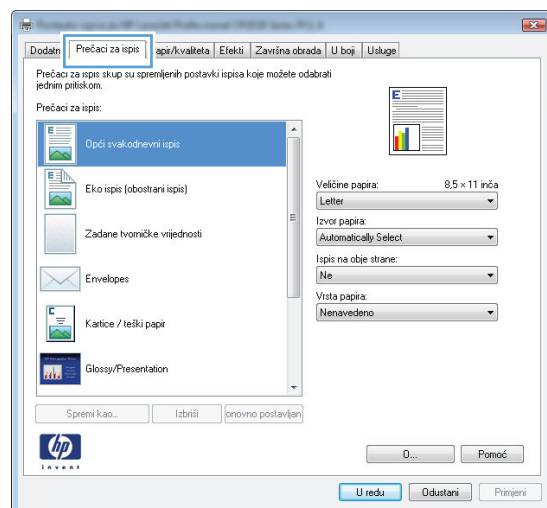 Dodatn Prečaci za ispis apir/kvaliteta Efekti Završna obrada U boji Usluge
Prečaci za ispis skup su spremljenih postavki ispisa koje možete odabrati
jednim pritiskom.
Prečaci za ispis:
Opći svakodnevni ispis
Eko ispis (obostrani ispis)
Zadane tvorničke vrijednosti
Envelopes
Kartice / teški papir
Glossy/Presentation
Spremi kao... Izbriši onovno postavljan
Veličine papira: 8,5 × 11 inča
Letter
Izvor papira:
Automatically Select
Ispis na obje strane:
Ne
Vrsta papira:
Nenavedeno
hp
invent
O... Pomoć
U redu Odustani Primjeni